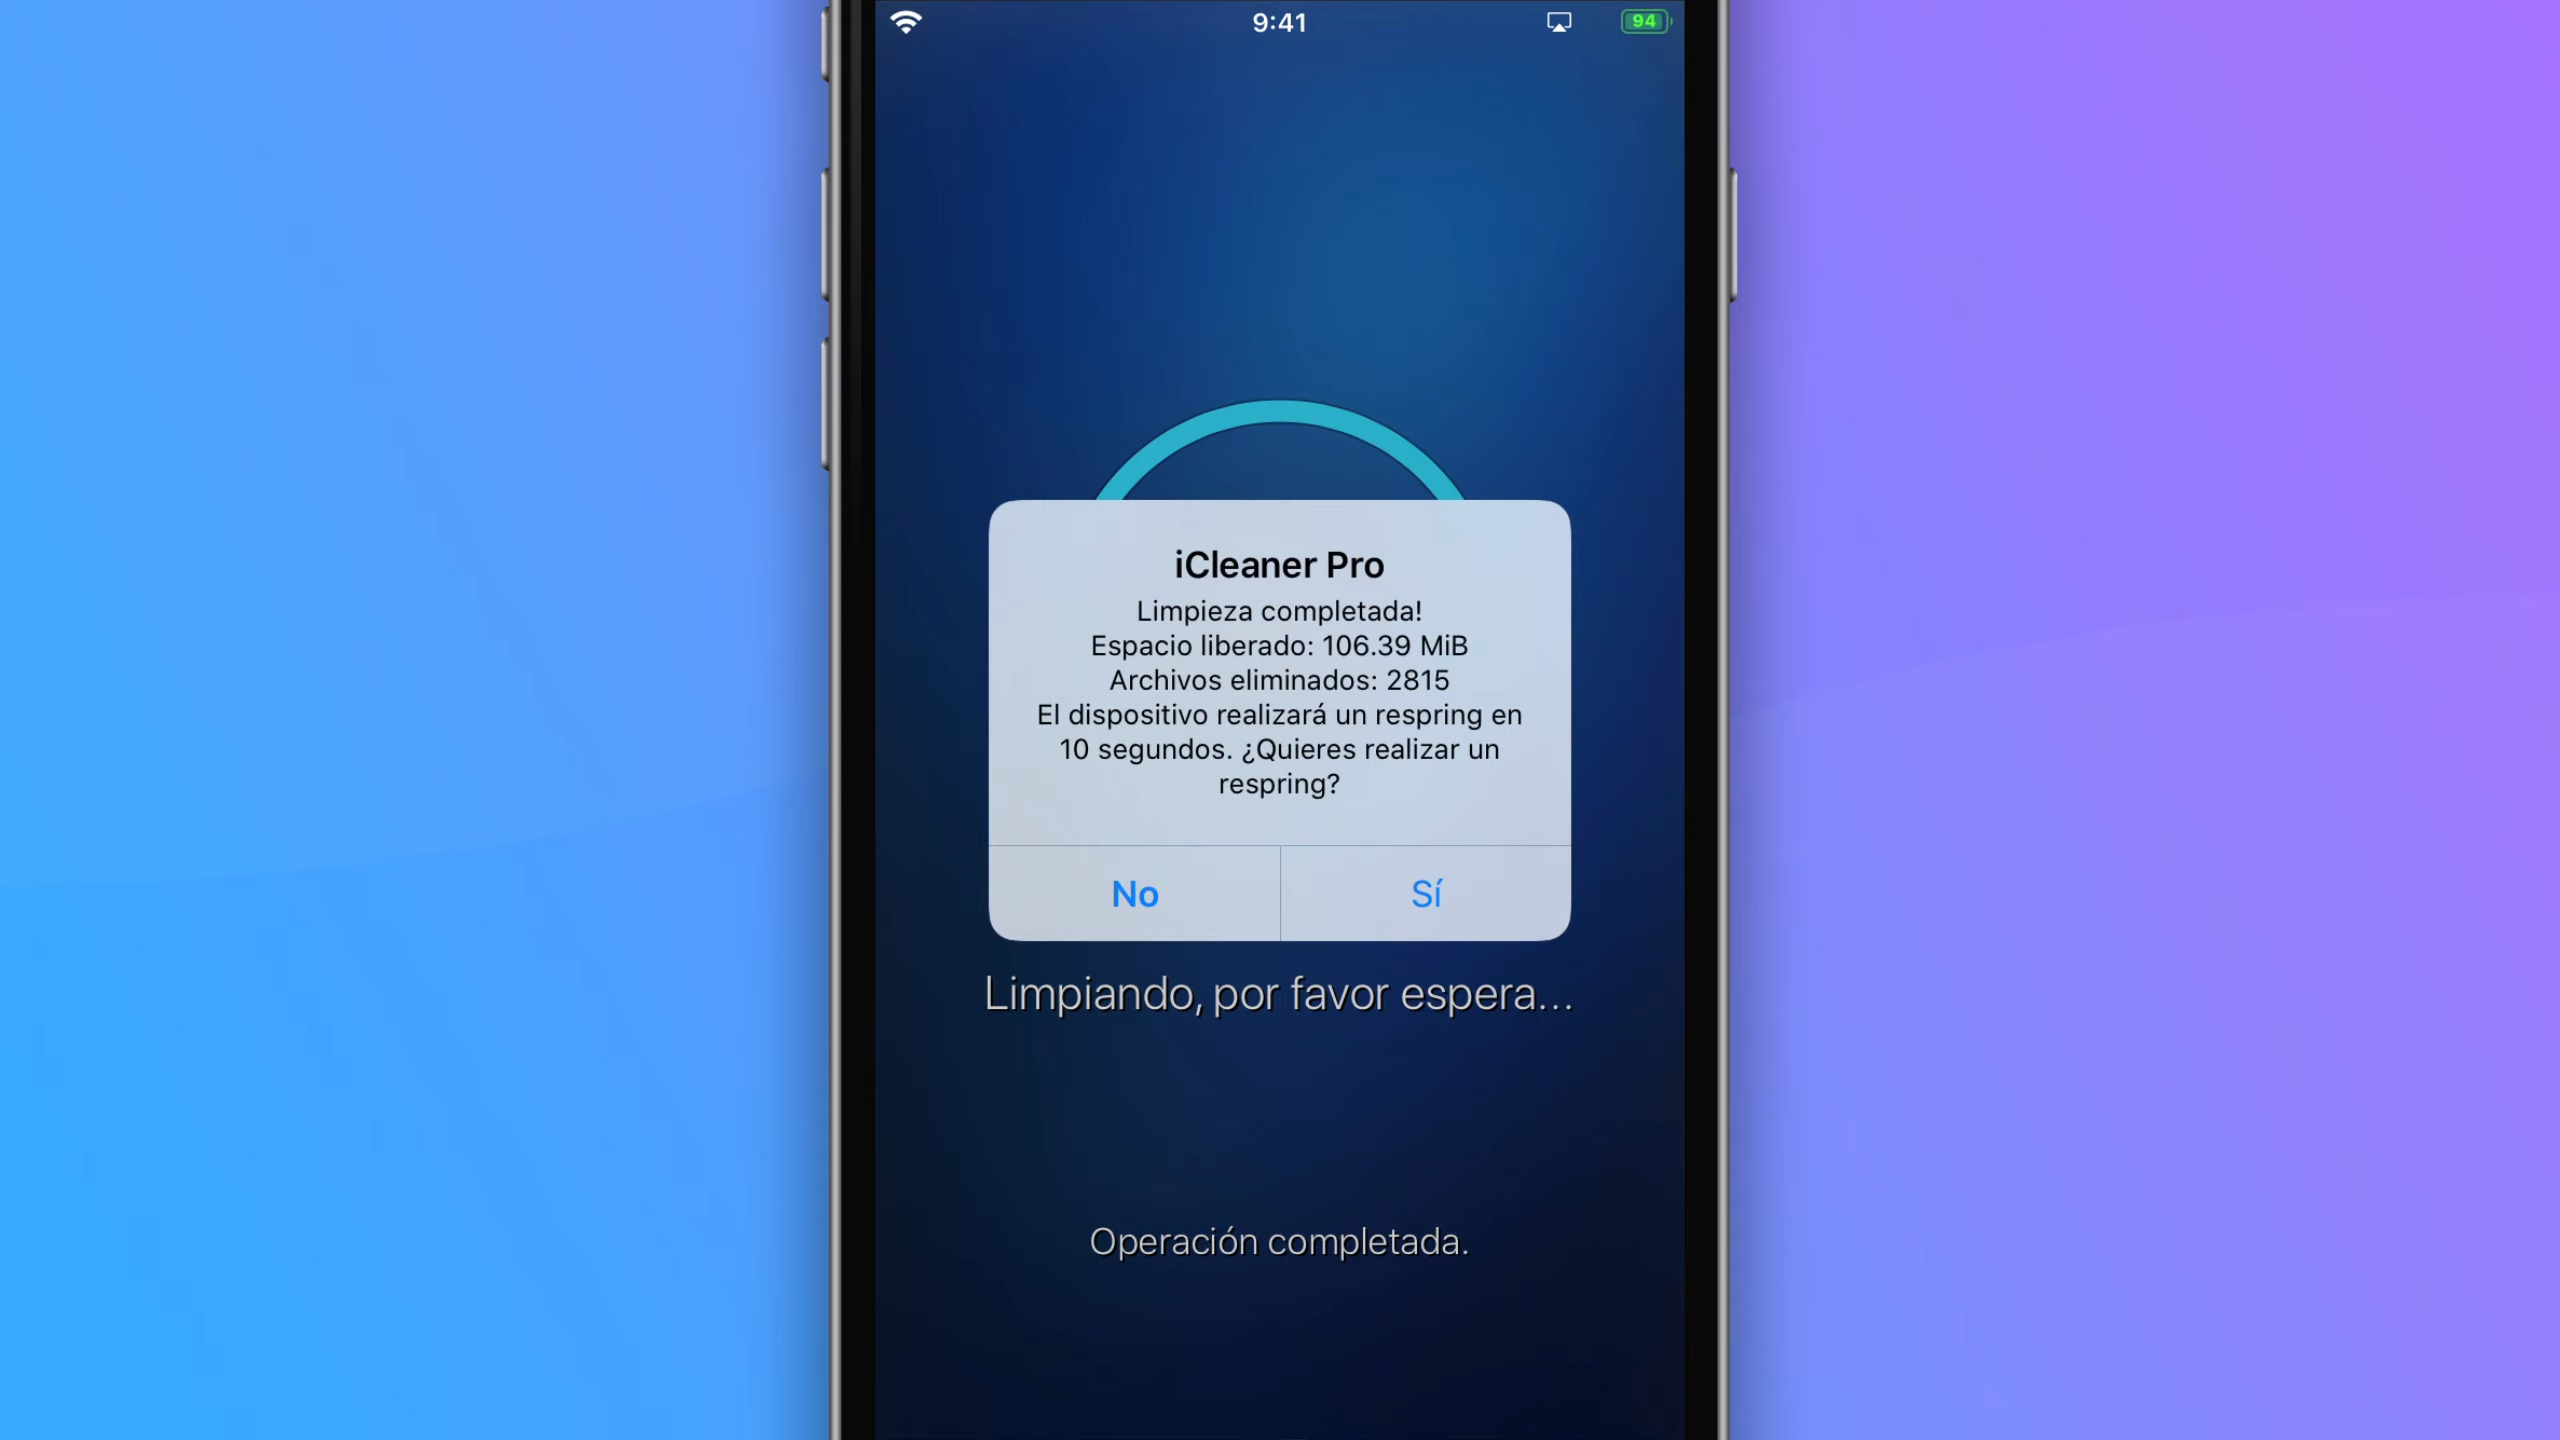 9:41
94
iCleaner Pro
Limpieza completada!
Espacio liberado: 106.39 MiB
Archivos eliminados: 2815
El dispositivo realizará un respring en
10 segundos. ¿Quieres realizar un
respring?
No
Sí
Limpiando, por favor espera...
Operación completada.